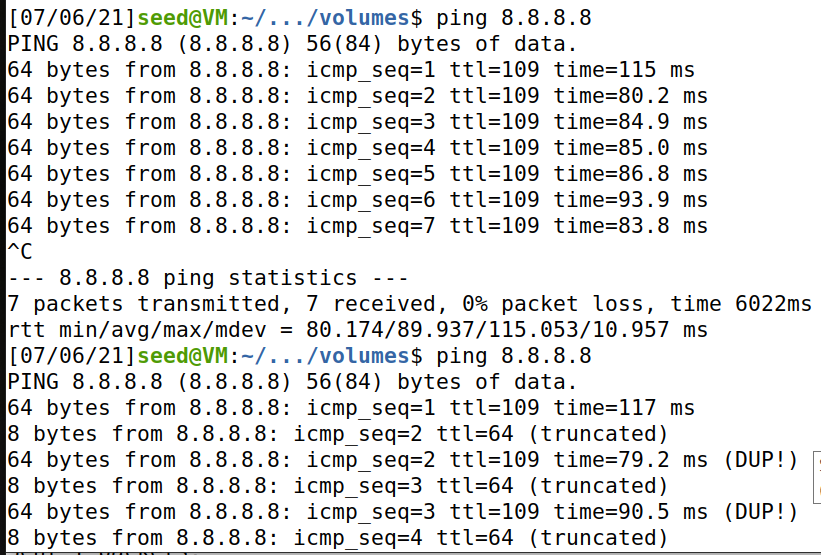 [07/06/21]seed@VM:~/.../volumes$ ping 8.8.8.8
PING 8.8.8.8 (8.8.8.8) 56(84) bytes of data.
64 bytes from 8.8.8.8: icmp_seq=1 ttl=109 time=115 ms
64 bytes from 8.8.8.8: icmp_seq=2 ttl=109 time=80.2 ms
64 bytes from 8.8.8.8: icmp_seq=3 ttl=109 time=84.9 ms
64 bytes from 8.8.8.8: icmp_seq=4 ttl=109 time=85.0 ms
64 bytes from 8.8.8.8: icmp_seq=5 ttl=109 time=86.8 ms
64 bytes from 8.8.8.8: icmp_seq=6 ttl=109 time=93.9 ms
64 bytes from 8.8.8.8: icmp_seq=7 ttl=109 time=83.8 ms
^C
--- 8.8.8.8 ping statistics ---
7 packets transmitted, 7 received, 0% packet loss, time 6022ms
rtt min/avg/max/mdev = 80.174/89.937/115.053/10.957 ms
[07/06/21]seed@VM:~/.../volumes$ ping 8.8.8.8
PING 8.8.8.8 (8.8.8.8) 56(84) bytes of data.
64 bytes from 8.8.8.8: icmp_seq=1 ttl=109 time=117 ms
8 bytes from 8.8.8.8: icmp_seq=2 ttl=64 (truncated)
64 bytes from 8.8.8.8: icmp_seq=2 ttl=109 time=79.2 ms (DUP!)
8 bytes from 8.8.8.8: icmp_seq=3 ttl=64 (truncated)
64 bytes from 8.8.8.8: icmp_seq=3 ttl=109 time=90.5 ms (DUP!)
8 bytes from 8.8.8.8: icmp_seq=4 ttl=64 (truncated)